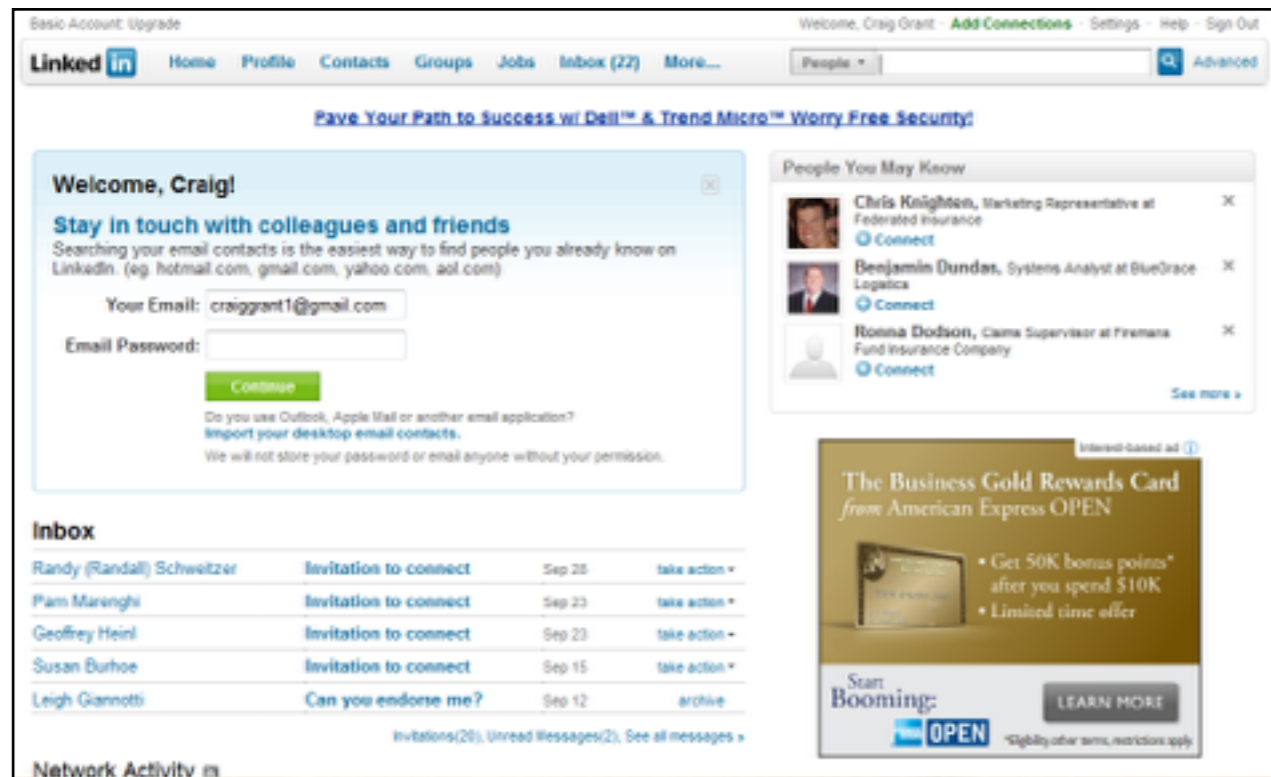 Basic Account: Upgrade
Welcome, Craig Grant - Add Connections - Settings - Help - Sign Out
Linked in Home Profile Contacts Groups Jobs Inbox (22) More... People Advanced
Pave Your Path to Success w/ Dell™ & Trend Micro™ Worry Free Security!
Welcome, Craig!
Stay in touch with colleagues and friends
Searching your email contacts is the easiest way to find people you already know on
LinkedIn. (eg. hotmail.com, gmail.com, yahoo.com, aol.com)
Your Email: craiggrant1@gmail.com
Email Password:
Continue
Do you use Outlook, Apple Mail or another email application?
Import your desktop email contacts.
We will not store your password or email anyone without your permission.
Inbox
Randy (Randall) Schweitzer Invitation to connect Sep 28 take action
Pam Marenghi Invitation to connect Sep 23 take action
Geoffrey Heinl Invitation to connect Sep 23 take action
Susan Burhoe Invitation to connect Sep 15 take action
Leigh Giannotti Can you endorse me? Sep 12 archive
Invitations(20), Unread Messages(2), See all messages »
Network Activity
People You May Know
Chris Knighten, Marketing Representative at
Federated Insurance
Connect
Benjamin Dundas, Systems Analyst at BlueGrace
Logistics
Connect
Ronna Dodson, Claims Supervisor at Firemans
Fund Insurance Company
Connect
See more »
Interest-based ad
The Business Gold Rewards Card
from American Express OPEN
• Get 50K bonus points*
after you spend $10K
• Limited time offer
Start
Booming:
OPEN
LEARN MORE
*Eligibility, other terms, restrictions apply.